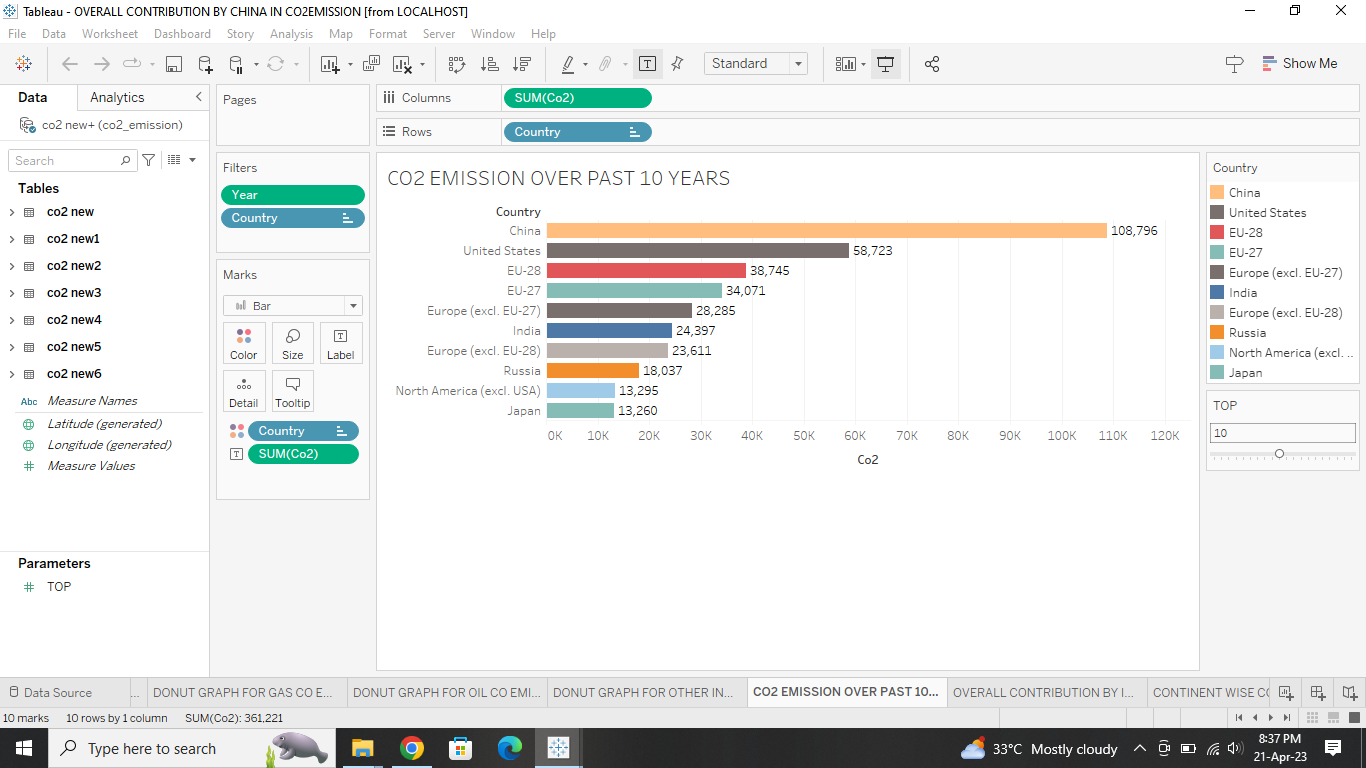 Tableau - OVERALL CONTRIBUTION BY CHINA IN CO2EMISSION [from LOCALHOST]
File Data Worksheet Dashboard Story Analysis Map Format Server Window Help
Standard
Show Me
Data Analytics
co2 new+ (co2_emission)
Search
Tables
co2 new
co2 new1
co2 new2
co2 new3
co2 new4
co2 new5
co2 new6
Abc Measure Names
Latitude (generated)
Longitude (generated)
Measure Values
Parameters
TOP
Pages
Filters
Year
Country
Marks
Bar
Color Size Label
Detail Tooltip
Country
SUM(Co2)
Columns SUM(Co2)
Rows Country
CO2 EMISSION OVER PAST 10 YEARS
Country
China 108,796
United States 58,723
EU-28 38,745
EU-27 34,071
Europe (excl. EU-27) 28,285
India 24,397
Europe (excl. EU-28) 23,611
Russia 18,037
North America (excl. USA) 13,295
Japan 13,260
0K 10K 20K 30K 40K 50K 60K 70K 80K 90K 100K 110K 120K
Co2
Country
China
United States
EU-28
EU-27
Europe (excl. EU-27)
India
Europe (excl. EU-28)
Russia
North America (excl. ..
Japan
TOP
10
Data Source ... DONUT GRAPH FOR GAS CO E... DONUT GRAPH FOR OIL CO EMI... DONUT GRAPH FOR OTHER IN... CO2 EMISSION OVER PAST 10... OVERALL CONTRIBUTION BY I... CONTINENT WISE CO
10 marks 10 rows by 1 column SUM(Co2): 361,221
Type here to search
33°C Mostly cloudy
8:37 PM
21-Apr-23